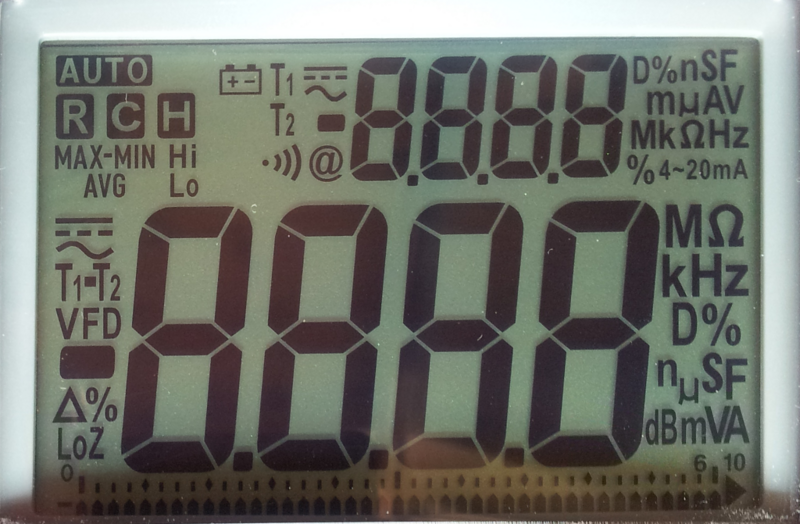 AUTO
R C H
MAX-MIN Hi
AVG Lo
T1
T2
@
8.8.8.8
D%nSF
mµAV
MkΩHz
% 4~20mA
T1-T2
VFD
Δ%
LoZ
8.8.8.8
MΩ
kHz
D%
nµSF
dBmVA
0 6 10